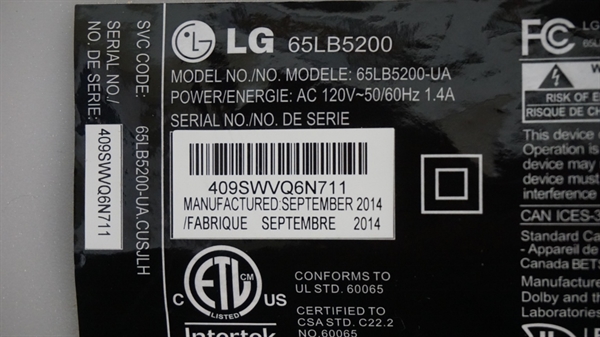 SVC CODE: 65LB5200-UA.CUSJLH
SERIAL NO./
NO. DE SERIE:
409SWVQ6N711
LG 65LB5200
MODEL NO./NO. MODELE: 65LB5200-UA
POWER/ENERGIE: AC 120V~50/60Hz 1.4A
SERIAL NO./NO. DE SERIE
409SWVQ6N711
MANUFACTURED SEPTEMBER 2014
/FABRIQUE SEPTEMBRE 2014
ETL CM
C US
Intertek
CONFORMS TO
UL STD. 60065
CERTIFIED TO
CSA STD. C22.2
NO.60065
FC LG
RISK OF
RISQUE DE
This device
Operation is
device may
device must
interference
CAN ICES-3
Standard Ca
- Appareil de
Canada BETS
Manufacture
Dolby and the
Laboratories